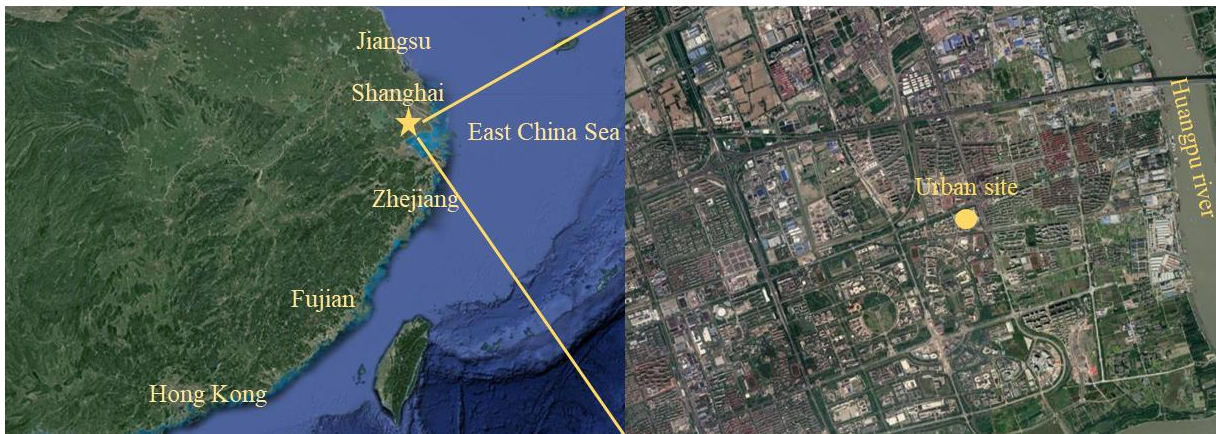 Jiangsu
Shanghai
East China Sea
Zhejiang
Fujian
Hong Kong
Urban site
Huangpu river